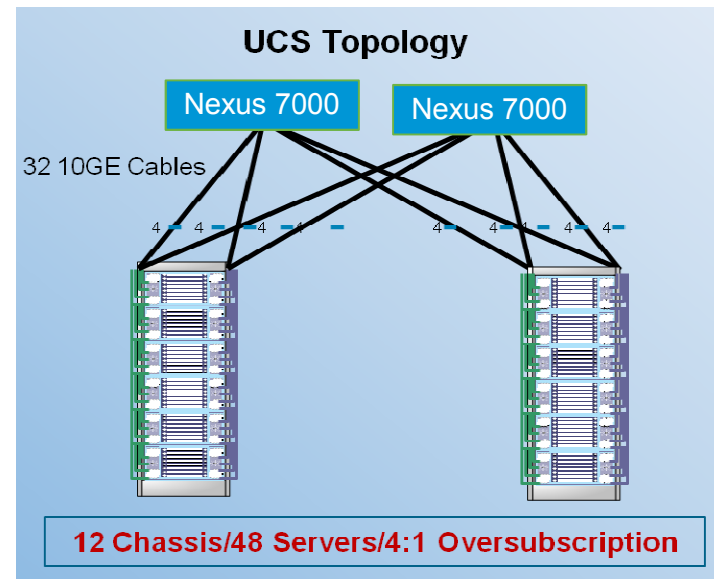 UCS Topology
Nexus 7000 Nexus 7000
32 10GE Cables
4 4 4 4 4 4 4 4
12 Chassis/48 Servers/4:1 Oversubscription